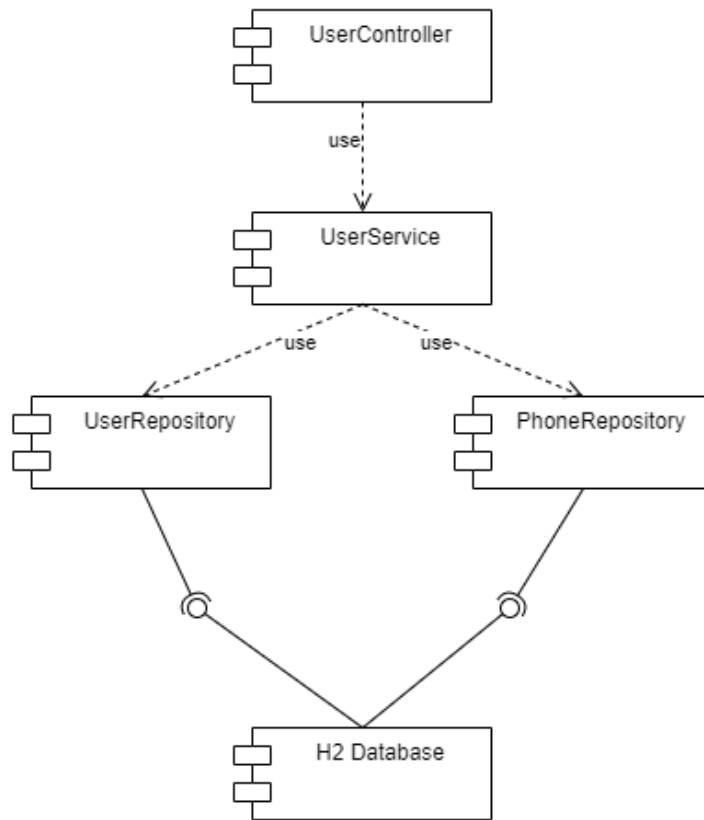 UserController
use
UserService
use
use
UserRepository
PhoneRepository
H2 Database